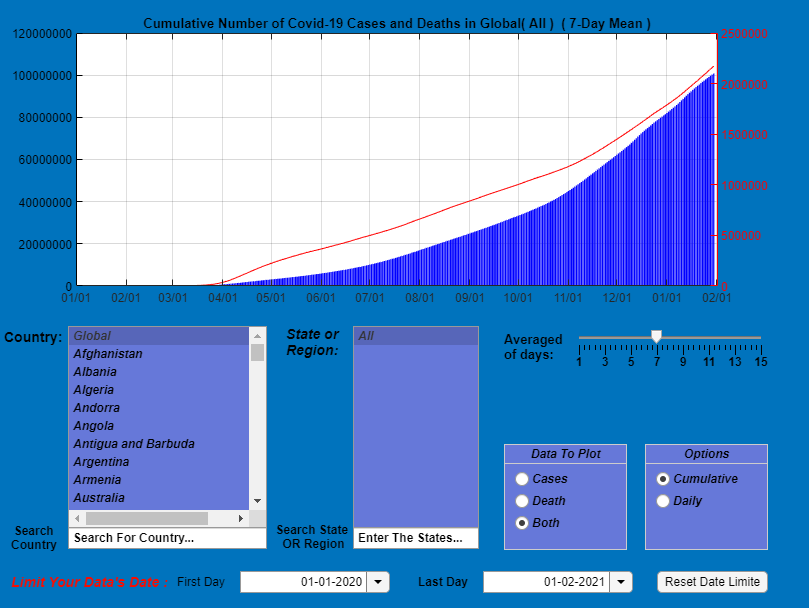 Cumulative Number of Covid-19 Cases and Deaths in Global( All )  ( 7-Day Mean )
120000000
100000000
80000000
60000000
40000000
20000000
0
2500000
2000000
1500000
1000000
500000
0
01/01 02/01 03/01 04/01 05/01 06/01 07/01 08/01 09/01 10/01 11/01 12/01 01/01 02/01
Country:
Global
Afghanistan
Albania
Algeria
Andorra
Angola
Antigua and Barbuda
Argentina
Armenia
Australia
Search
Country
Search For Country...
State or
Region:
All
Search State
OR Region
Enter The States...
Averaged
of days:
1 3 5 7 9 11 13 15
Data To Plot
Cases
Death
Both
Options
Cumulative
Daily
Limit Your Data's Date :
First Day
01-01-2020
Last Day
01-02-2021
Reset Date Limite